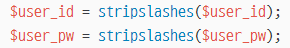 $user_id = stripslashes($user_id);
$user_pw = stripslashes($user_pw);